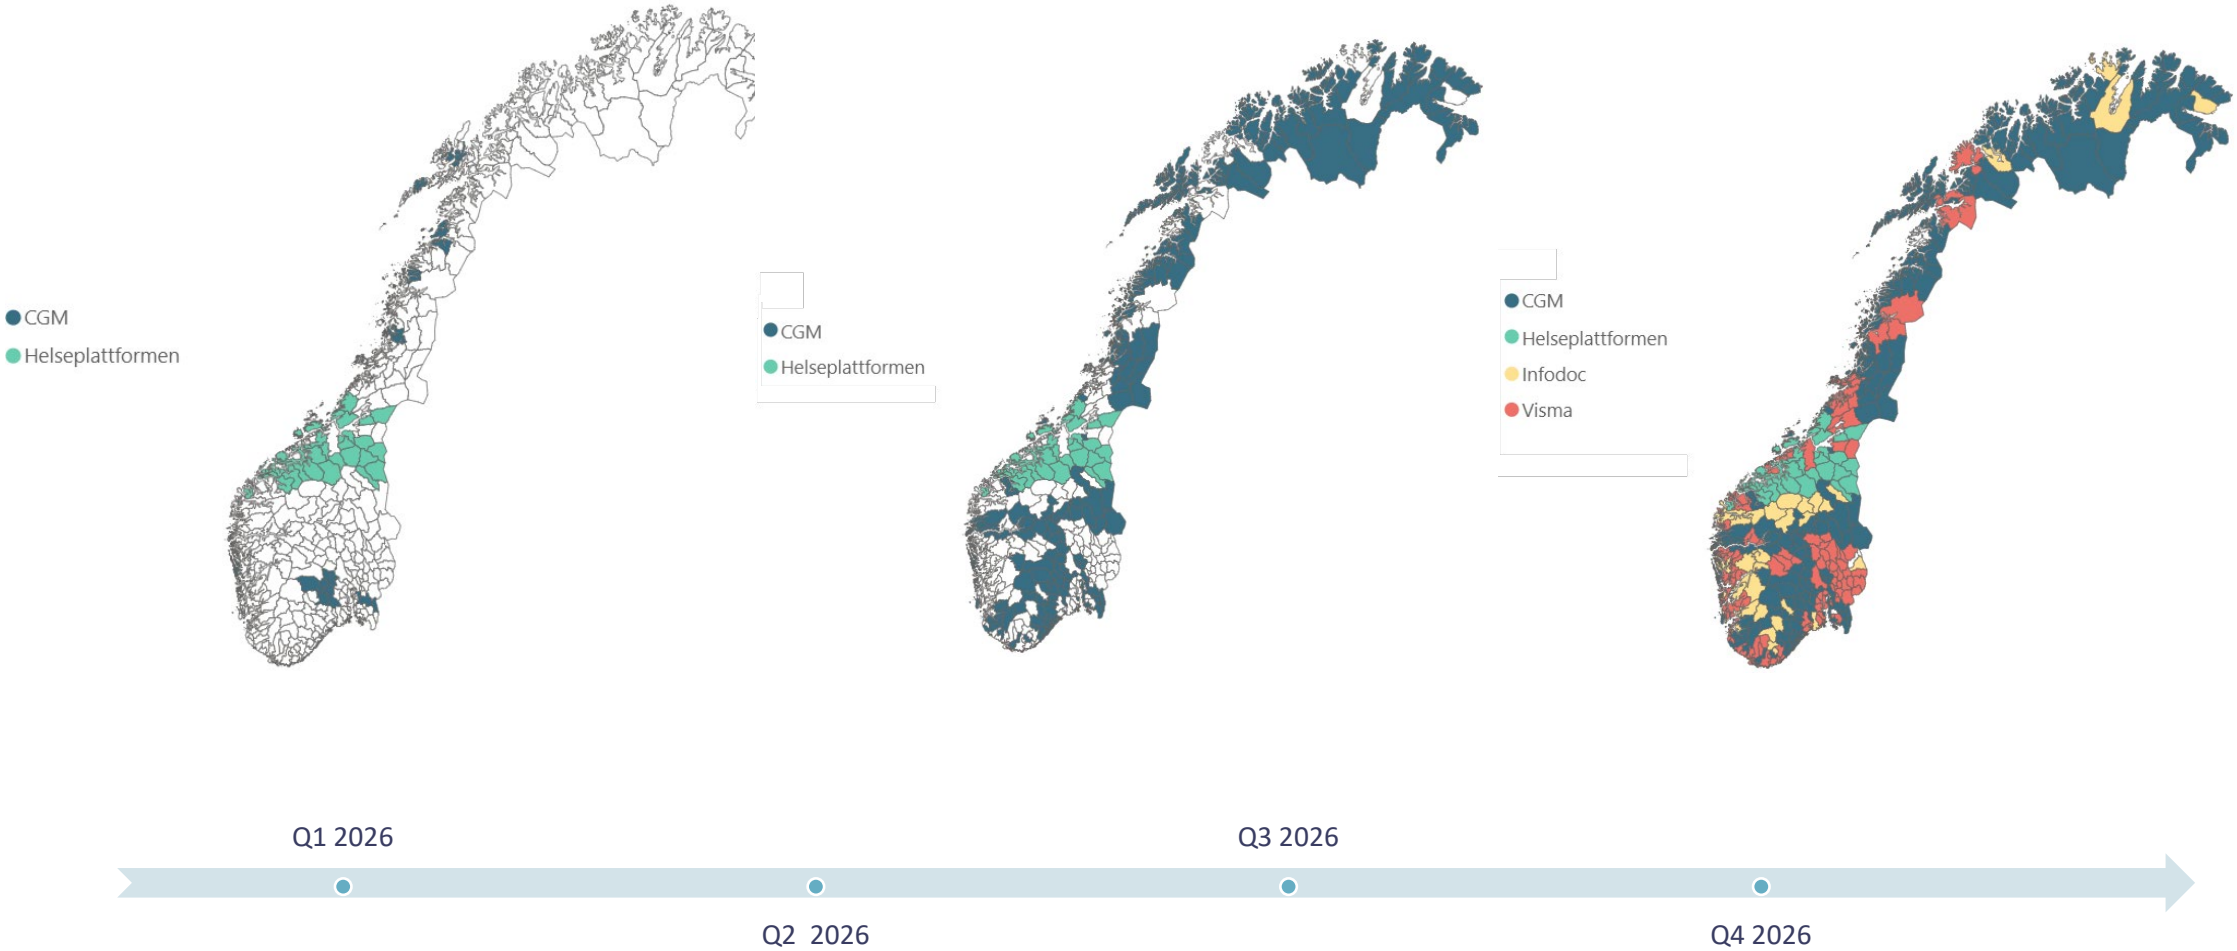 CGM
Helseplattformen
CGM
Helseplattformen
CGM
Helseplattformen
Infodoc
Visma
Q1 2026
Q3 2026
Q2  2026
Q4 2026